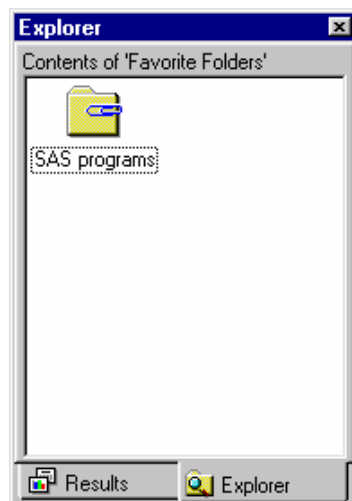 Explorer
Contents of 'Favorite Folders'
SAS programs
Results
Explorer